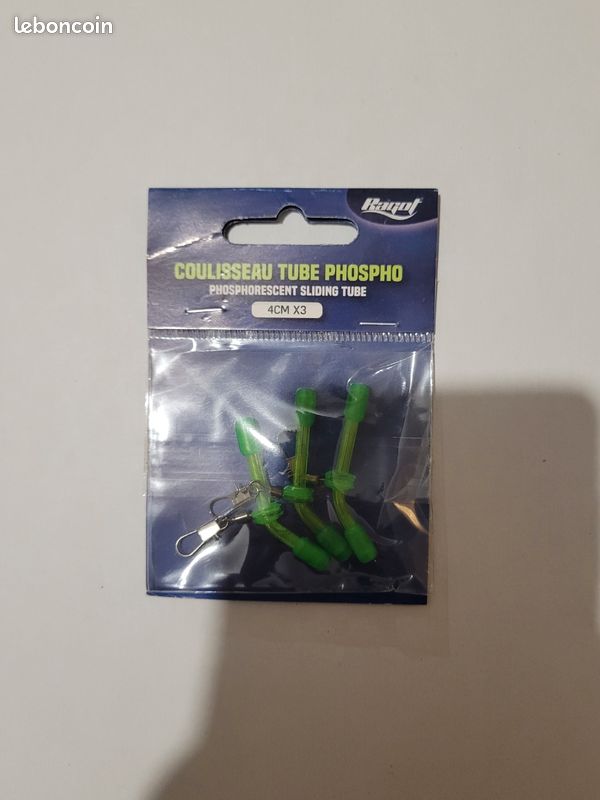 leboncoin
Ragot
COULISSEAU TUBE PHOSPHO
PHOSPHORESCENT SLIDING TUBE
4CM X3